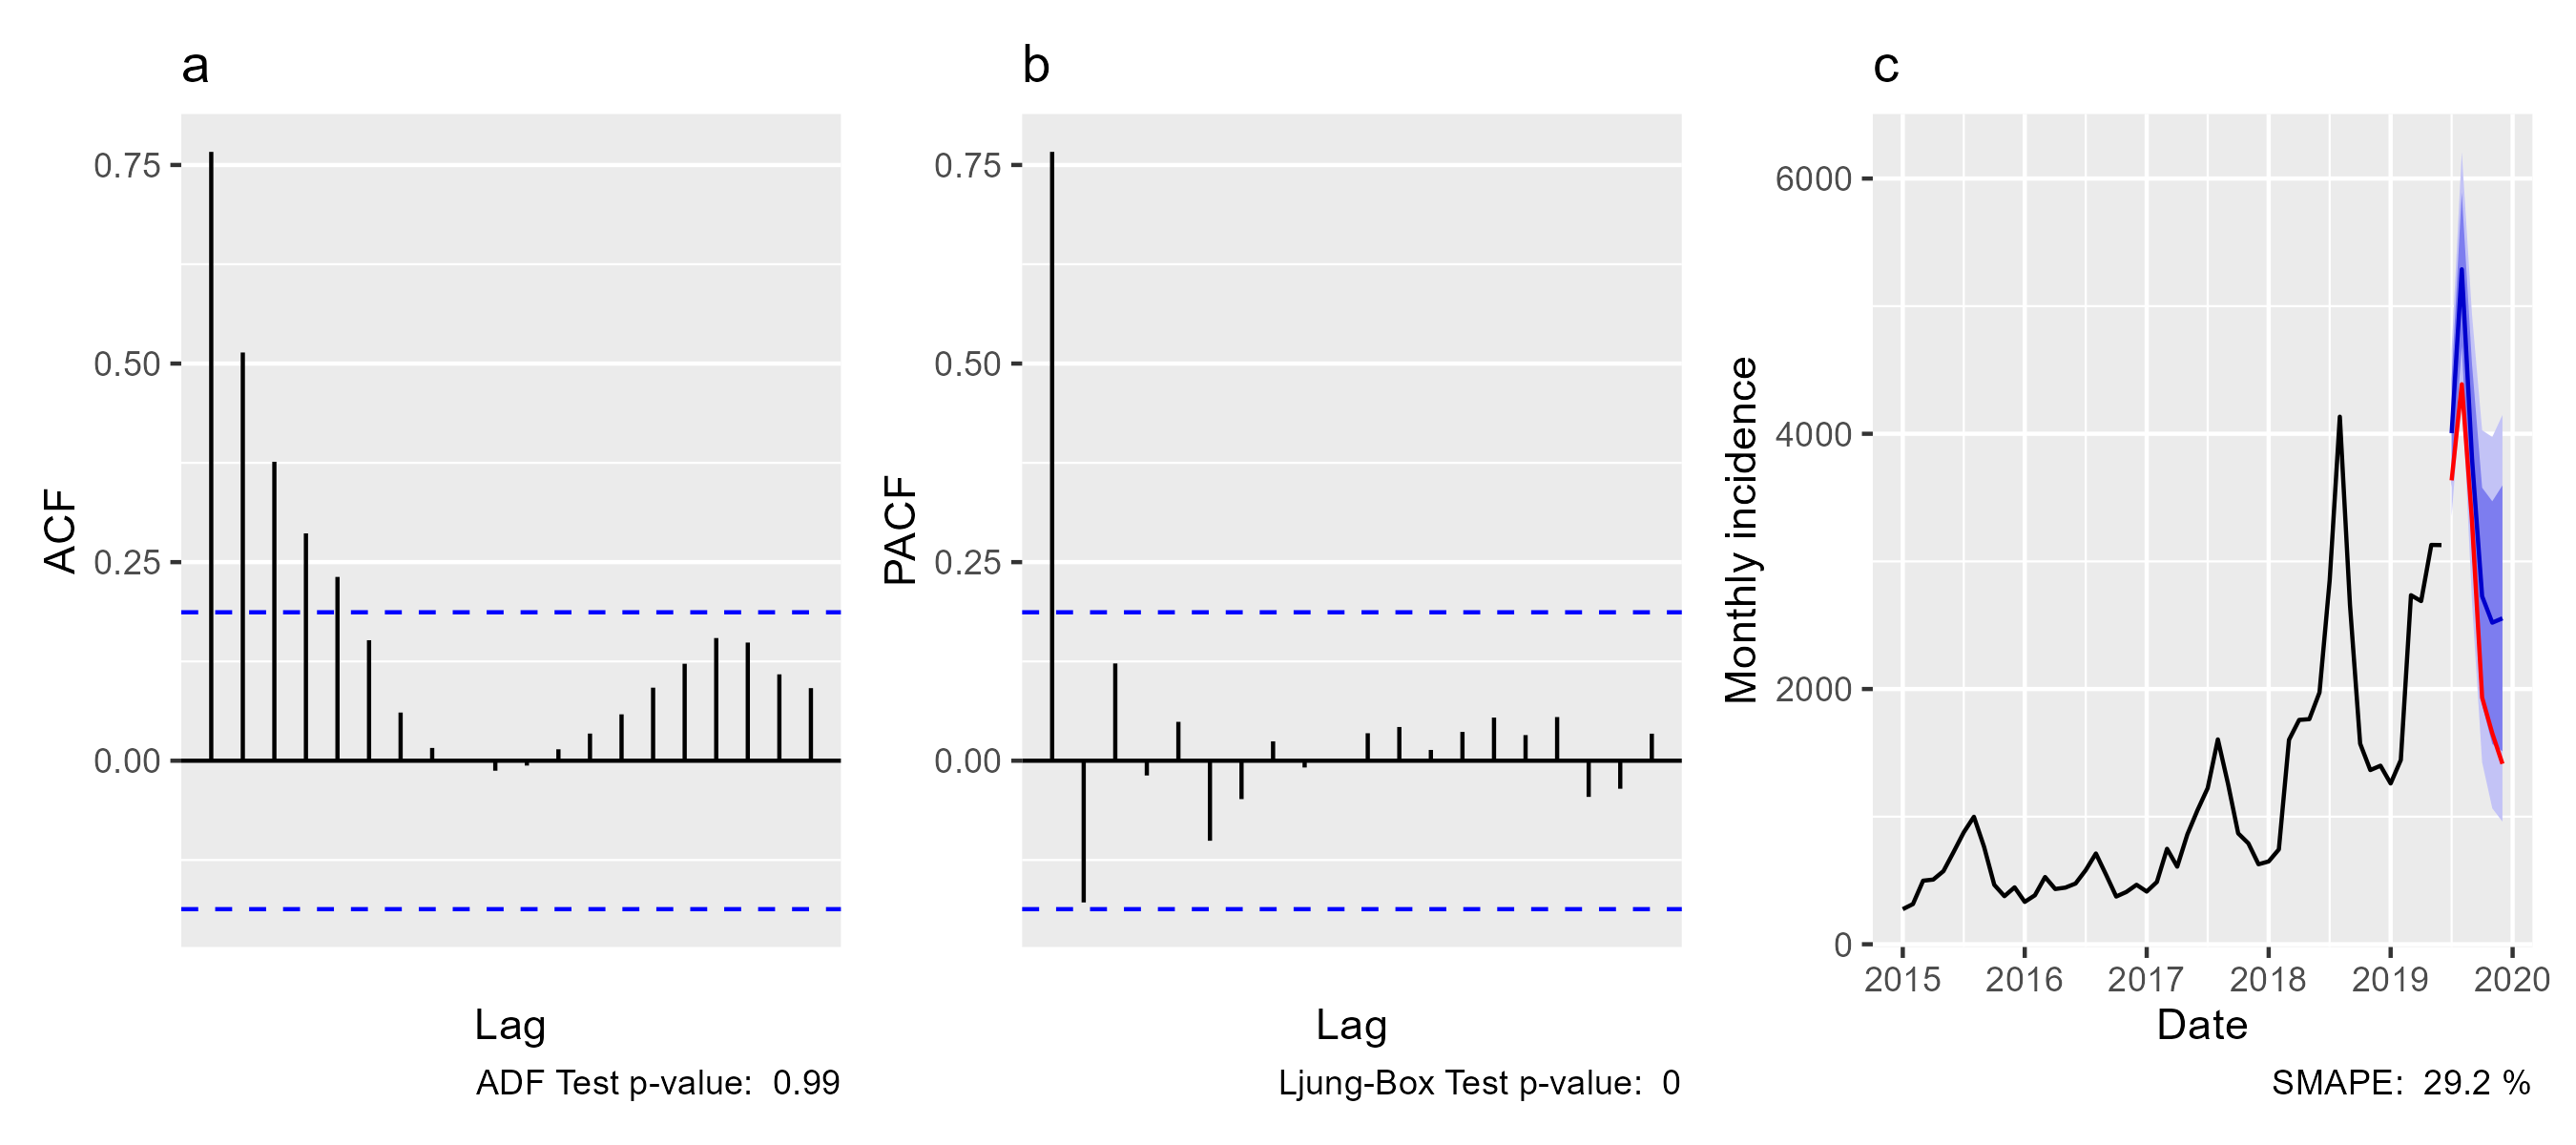 a
ACF
0.75
0.50
0.25
0.00
Lag
ADF Test p-value: 0.99
b
PACF
0.75
0.50
0.25
0.00
Lag
Ljung-Box Test p-value: 0
c
Monthly incidence
6000
4000
2000
0
2015 2016 2017 2018 2019 2020
Date
SMAPE: 29.2 %